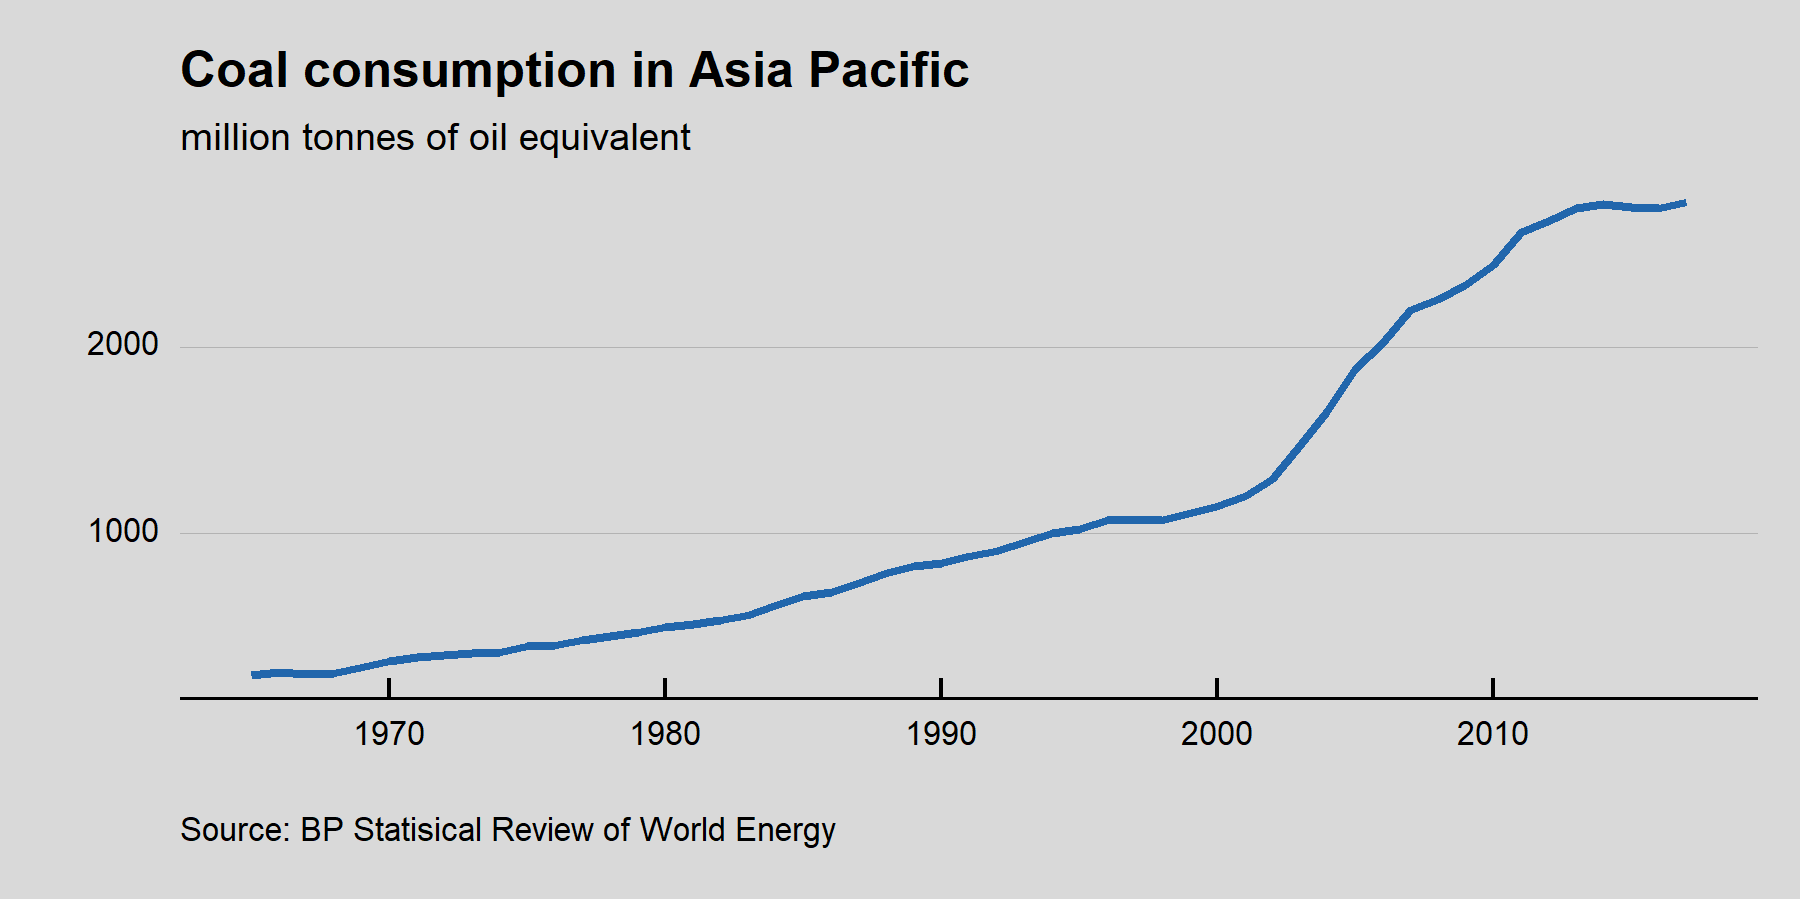 Coal consumption in Asia Pacific
million tonnes of oil equivalent
2000
1000
1970 1980 1990 2000 2010
Source: BP Statisical Review of World Energy